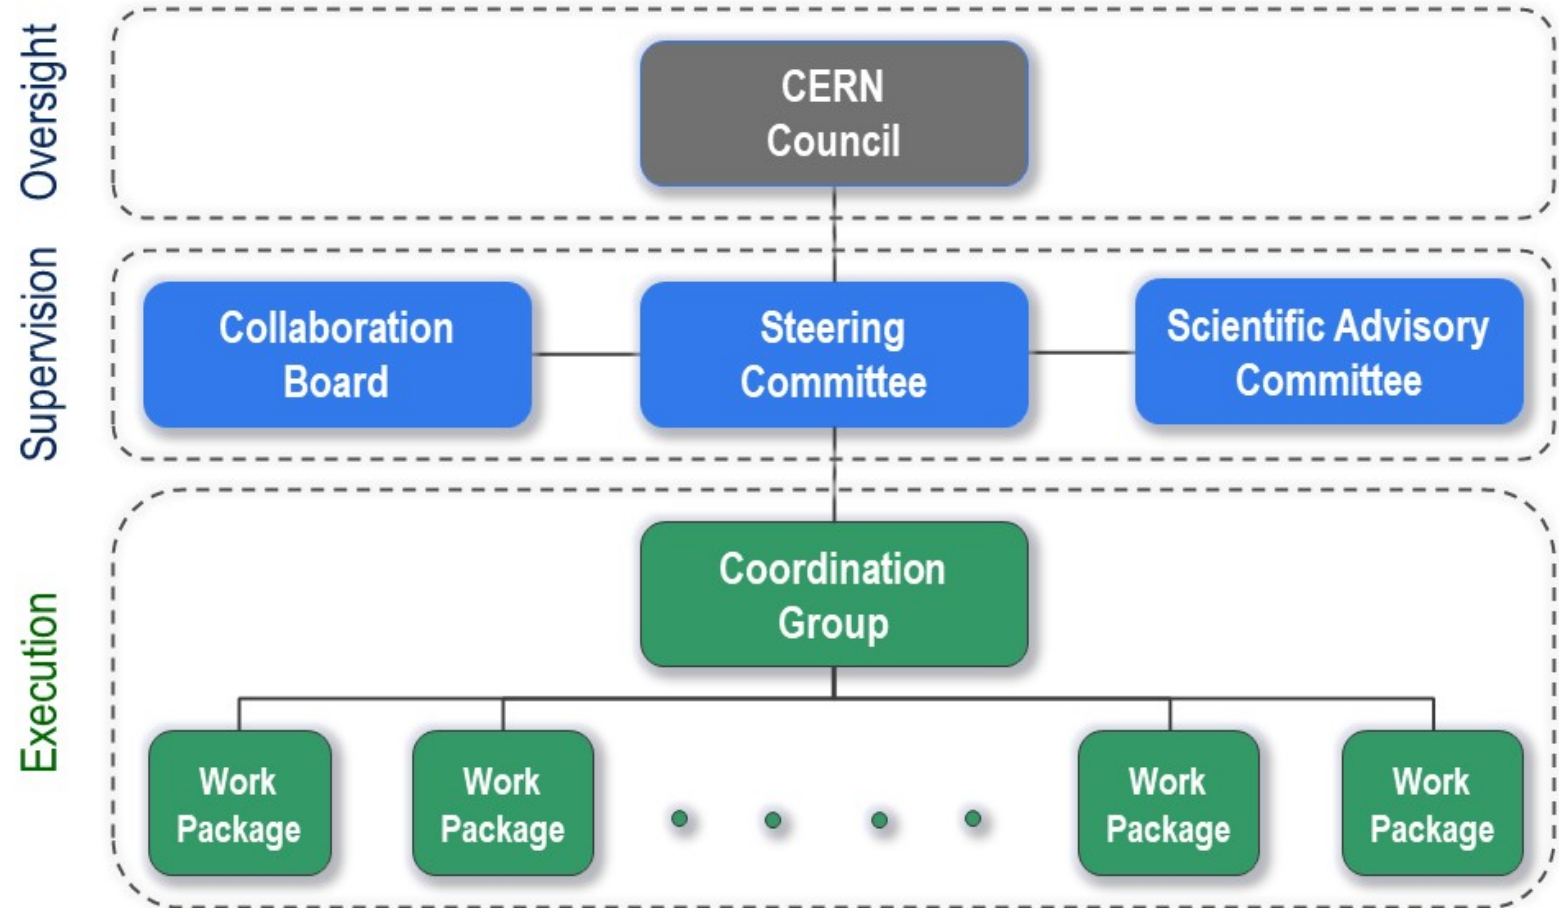 Oversight
CERN
Council
Supervision
Collaboration
Board
Steering
Committee
Scientific Advisory
Committee
Execution
Coordination
Group
Work
Package
Work
Package
Work
Package
Work
Package